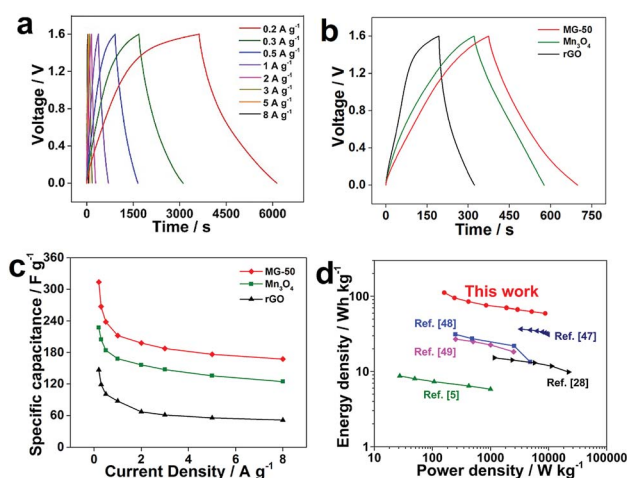 a
0.2 A g-1
0.3 A g-1
0.5 A g-1
1 A g-1
2 A g-1
3 A g-1
5 A g-1
8 A g-1
1.6
1.2
0.8
0.4
0.0
Voltage / V
0 1500 3000 4500 6000
Time / s
b
MG-50
Mn3O4
rGO
1.6
1.2
0.8
0.4
0.0
Voltage / V
0 150 300 450 600 750
Time / s
c
MG-50
Mn3O4
rGO
360
300
240
180
120
60
0
Specific capacitance / F g-1
0 2 4 6 8
Current Density / A g-1
d
This work
Ref. [48]
Ref. [47]
Ref. [49]
Ref. [28]
Ref. [5]
100
10
1
Energy density / Wh kg-1
10 100 1000 10000 100000
Power density / W kg-1